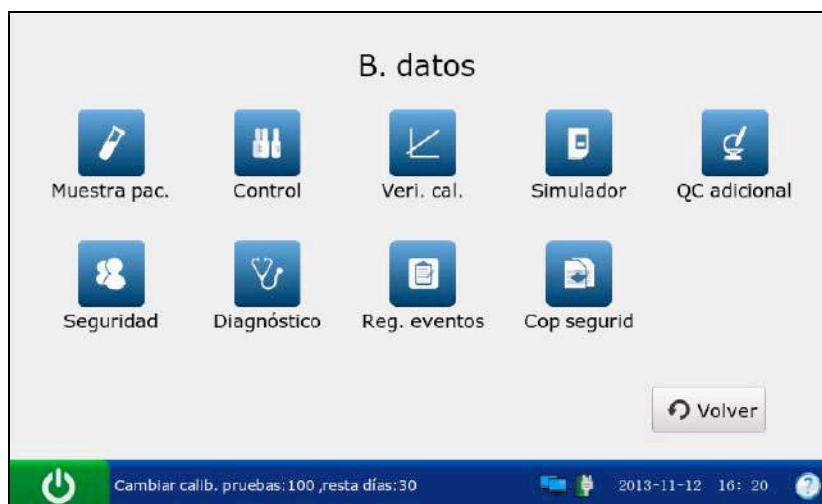 B. datos
Muestra pac. Control Veri. cal. Simulador QC adicional
Seguridad Diagnóstico Reg. eventos Cop segurid
Volver
Cambiar calib. pruebas:100 ,resta días:30 2013-11-12 16: 20 ?